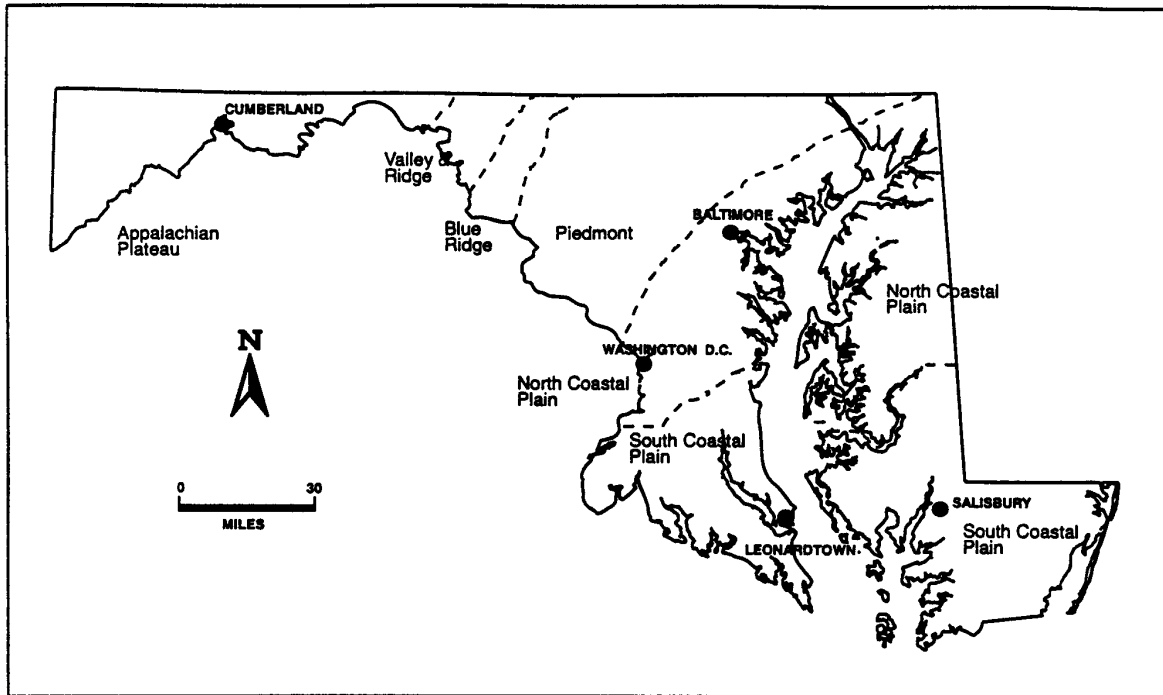 CUMBERLAND
Valley &
Ridge
Appalachian
Plateau
Blue
Ridge
Piedmont
BALTIMORE
North Coastal
Plain
N
WASHINGTON D.C.
North Coastal
Plain
South Coastal
Plain
0 30
MILES
SALISBURY
South Coastal
Plain
LEONARDTOWN